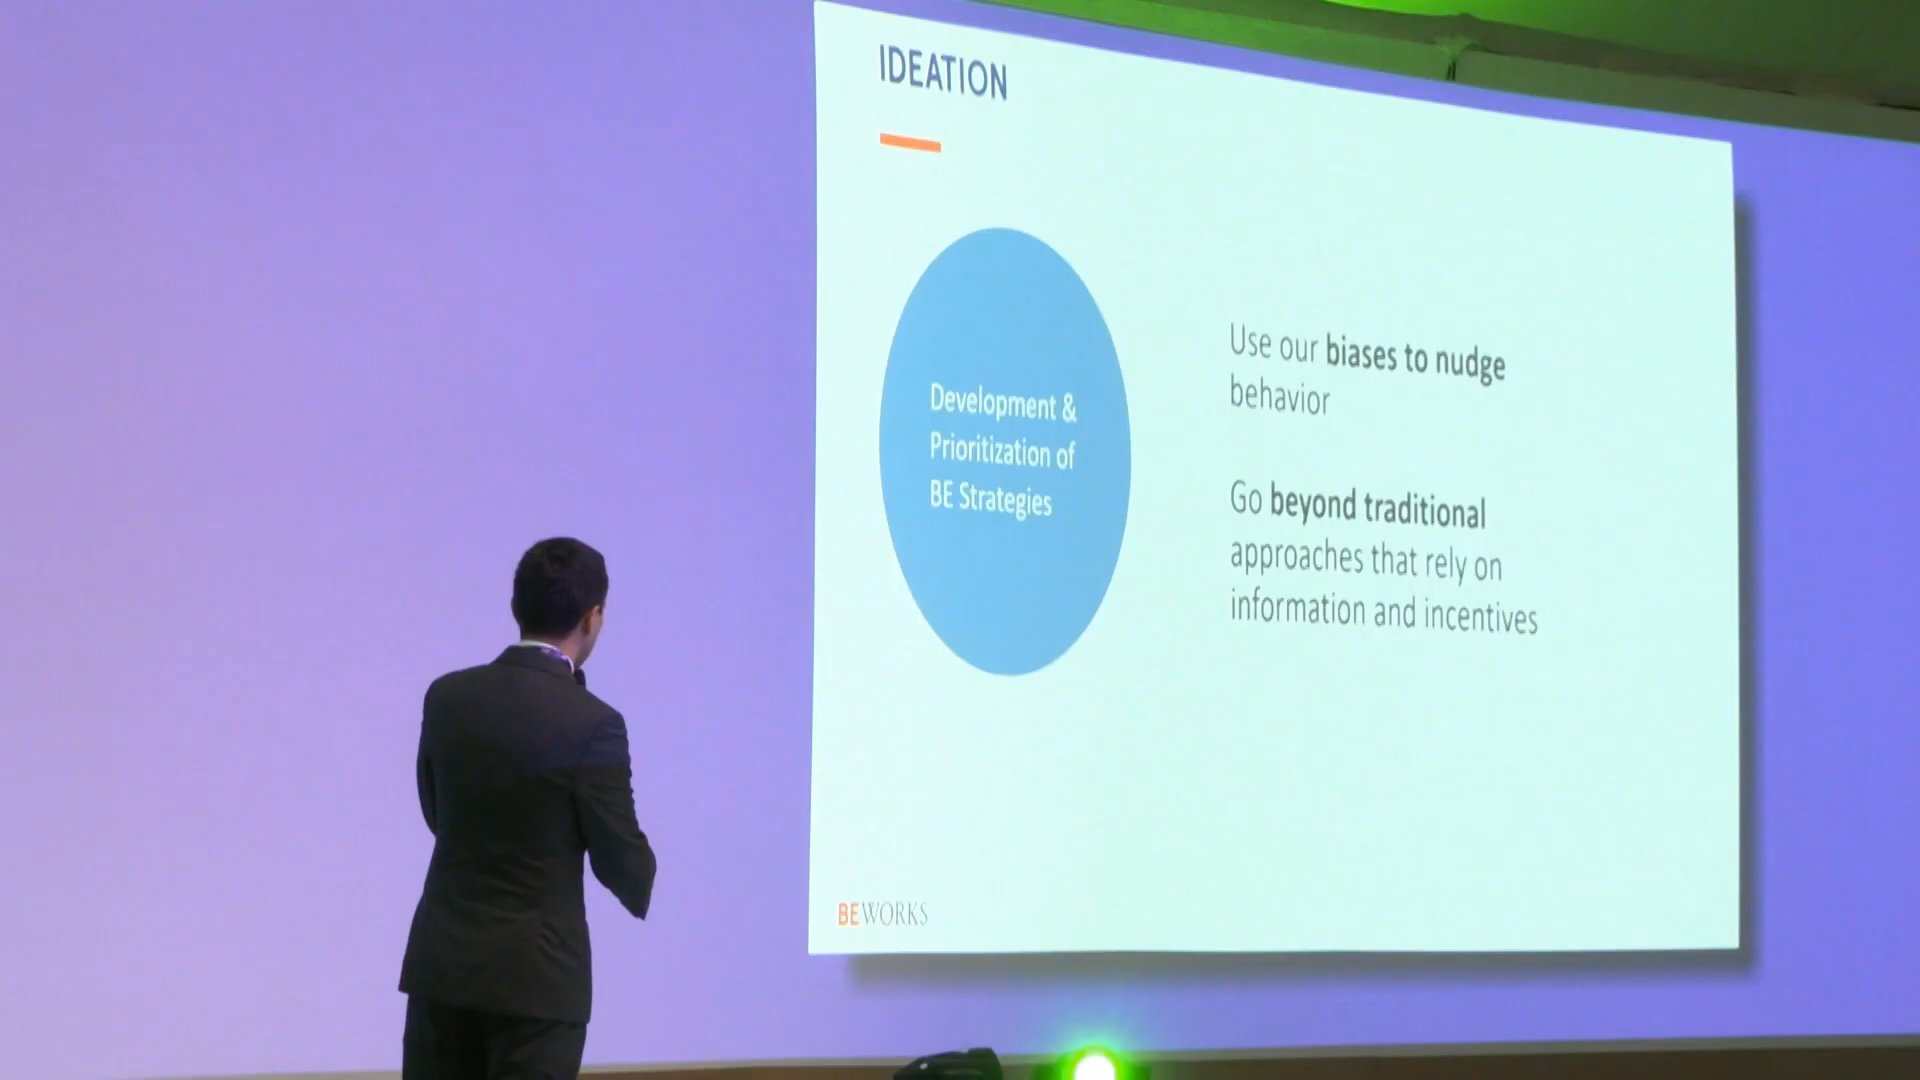 IDEATION
Development &
Prioritization of
BE Strategies
Use our biases to nudge
behavior
Go beyond traditional
approaches that rely on
information and incentives
BEWORKS